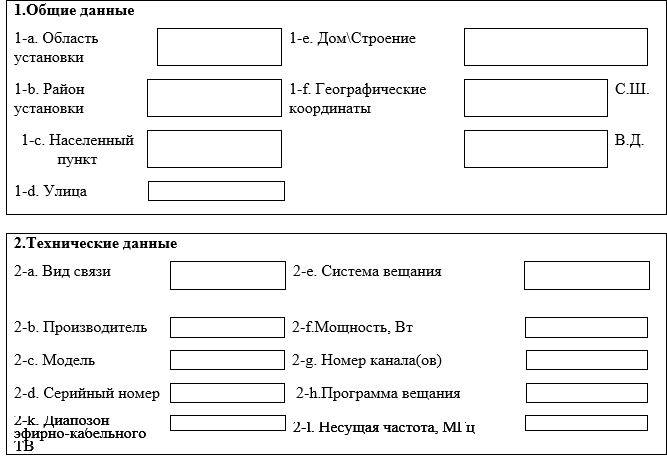 1.Общие данные
1-a. Область
установки
1-e. Дом\Строение
1-b. Район
установки
1-f. Географические
координаты
С.Ш.
1-c. Населенный
пункт
В.Д.
1-d. Улица
2.Технические данные
2-a. Вид связи
2-e. Система вещания
2-b. Производитель
2-f.Мощность, Вт
2-c. Модель
2-g. Номер канала(ов)
2-d. Серийный номер
2-h.Программа вещания
2-k. Диапозон
эфирно-кабельного
ТВ
2-l. Несущая частота, МГц